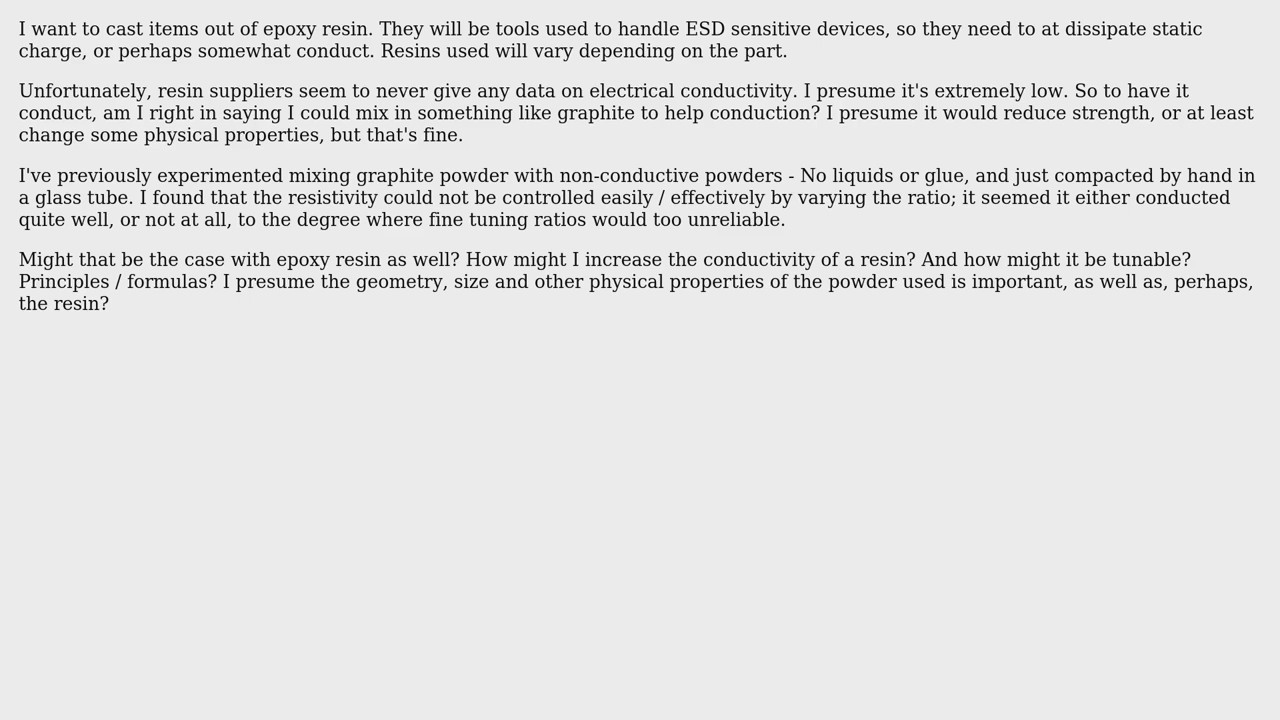 I want to cast items out of epoxy resin. They will be tools used to handle ESD sensitive devices, so they need to at dissipate static
charge, or perhaps somewhat conduct. Resins used will vary depending on the part.
Unfortunately, resin suppliers seem to never give any data on electrical conductivity. I presume it's extremely low. So to have it
conduct, am I right in saying I could mix in something like graphite to help conduction? I presume it would reduce strength, or at least
change some physical properties, but that's fine.
I've previously experimented mixing graphite powder with non-conductive powders - No liquids or glue, and just compacted by hand in
a glass tube. I found that the resistivity could not be controlled easily / effectively by varying the ratio; it seemed it either conducted
quite well, or not at all, to the degree where fine tuning ratios would too unreliable.
Might that be the case with epoxy resin as well? How might I increase the conductivity of a resin? And how might it be tunable?
Principles / formulas? I presume the geometry, size and other physical properties of the powder used is important, as well as, perhaps,
the resin?